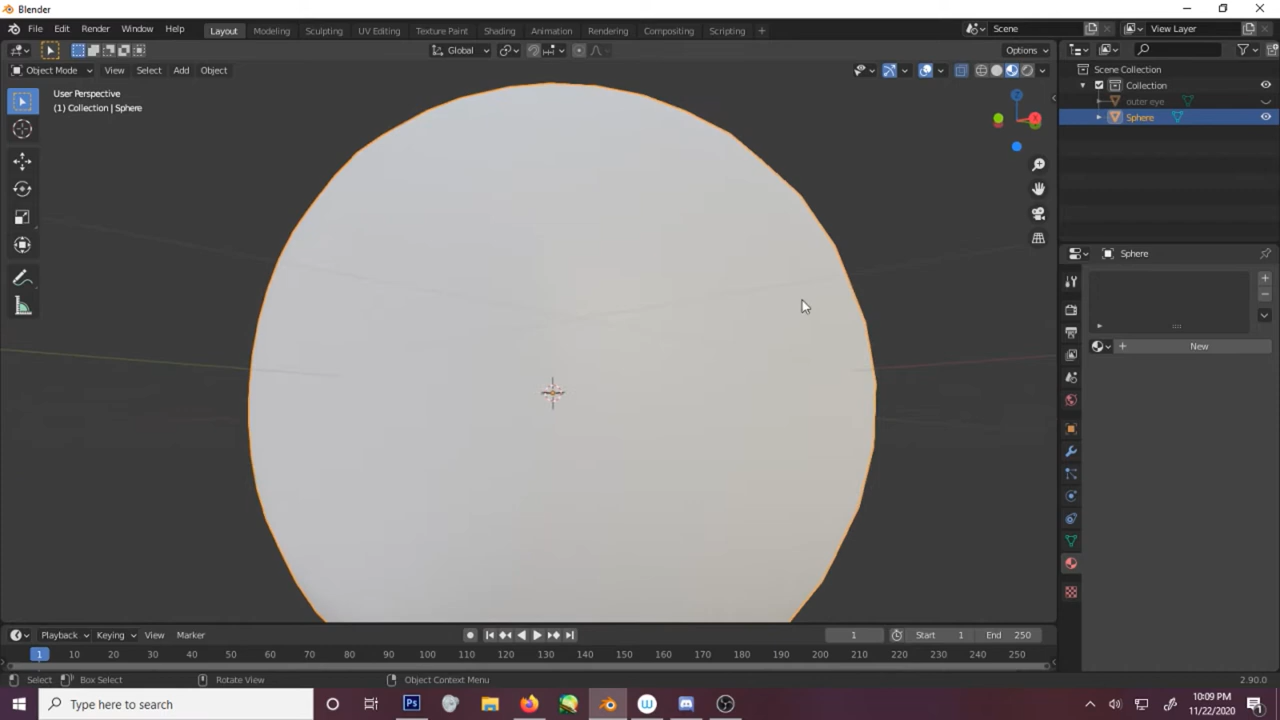 Blender
File Edit Render Window Help Layout Modeling Sculpting UV Editing Texture Paint Shading Animation Rendering Compositing Scripting + Scene View Layer
Global Options
Object Mode View Select Add Object
User Perspective
(1) Collection | Sphere
Scene Collection
Collection
outer eye
Sphere
Sphere
New
Playback Keying View Marker 1 Start 1 End 250
1 10 20 30 40 50 60 70 80 90 100 110 120 130 140 150 160 170 180 190 200 210 220 230 240 250
Select Box Select Rotate View Object Context Menu 2.90.0
Type here to search
10:09 PM
11/22/2020